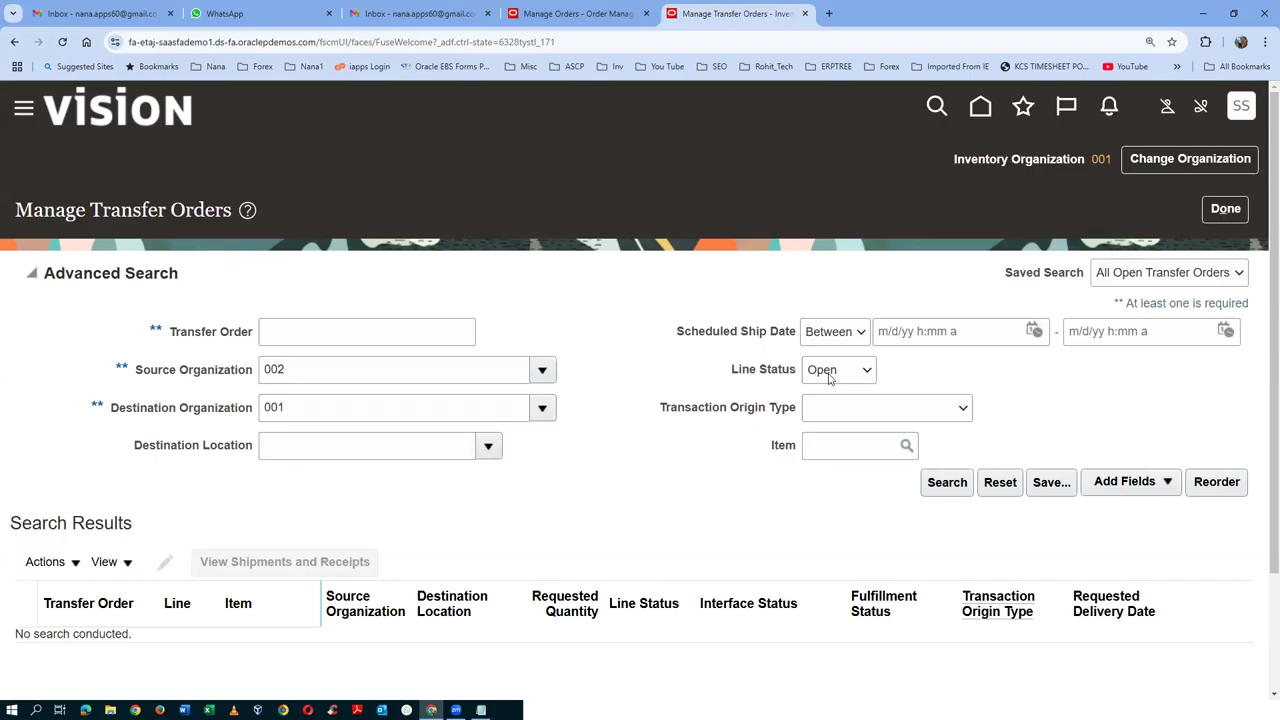 Inbox - nana.apps60@gmail.co
WhatsApp
Inbox - nana.apps60@gmail.co
Manage Orders - Order Manag
Manage Transfer Orders - Inven
fa-etaj-saasfademo1.ds-fa.oraclepdemos.com/fscmUI/faces/FuseWelcome?_adf.ctrl-state=6328tystl_171
Suggested Sites
Bookmarks
Nana
Forex
Nana1
iapps Login
Oracle EBS Forms P...
Misc
ASCP
Inv
You Tube
SEO
Rohit_Tech
ERPTREE
Forex
Imported From IE
KCS TIMESHEET PO...
YouTube
»
All Bookmarks
vision
SS
Inventory Organization 001
Change Organization
Manage Transfer Orders
Done
Advanced Search
Saved Search All Open Transfer Orders
** At least one is required
** Transfer Order
Scheduled Ship Date Between m/d/yy h:mm a - m/d/yy h:mm a
** Source Organization 002
Line Status Open
** Destination Organization 001
Transaction Origin Type
Destination Location
Item
Search Reset Save... Add Fields Reorder
Search Results
Actions View View Shipments and Receipts
Transfer Order
Line
Item
Source Organization
Destination Location
Requested Quantity
Line Status
Interface Status
Fulfillment Status
Transaction Origin Type
Requested Delivery Date
No search conducted.